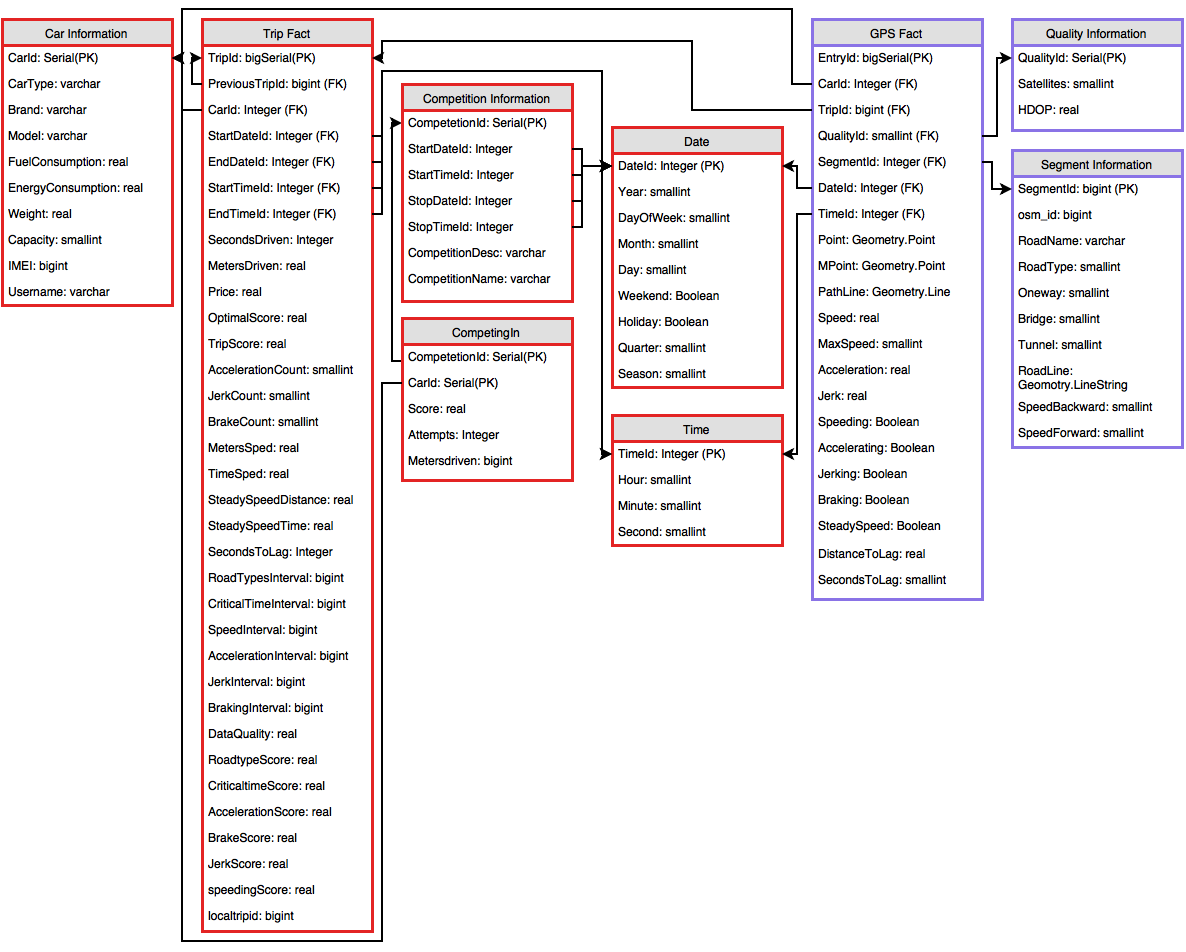 Car Information
CarId: Serial(PK)
CarType: varchar
Brand: varchar
Model: varchar
FuelConsumption: real
EnergyConsumption: real
Weight: real
Capacity: smallint
IMEI: bigint
Username: varchar
Trip Fact
TripId: bigSerial(PK)
PreviousTripId: bigint (FK)
CarId: Integer (FK)
StartDateId: Integer (FK)
EndDateId: Integer (FK)
StartTimeId: Integer (FK)
EndTimeId: Integer (FK)
SecondsDriven: Integer
MetersDriven: real
Price: real
OptimalScore: real
TripScore: real
AccelerationCount: smallint
JerkCount: smallint
BrakeCount: smallint
MetersSped: real
TimeSped: real
SteadySpeedDistance: real
SteadySpeedTime: real
SecondsToLag: Integer
RoadTypesInterval: bigint
CriticalTimeInterval: bigint
SpeedInterval: bigint
AccelerationInterval: bigint
JerkInterval: bigint
BrakingInterval: bigint
DataQuality: real
RoadtypeScore: real
CriticaltimeScore: real
AccelerationScore: real
BrakeScore: real
JerkScore: real
speedingScore: real
localtripid: bigint
Competition Information
CompetionId: Serial(PK)
StartDateId: Integer
StartTimeId: Integer
StopDateId: Integer
StopTimeId: Integer
CompetitionDesc: varchar
CompetitionName: varchar
CompetingIn
CompetionId: Serial(PK)
CarId: Serial(PK)
Score: real
Attempts: Integer
Metersdriven: bigint
Date
DateId: Integer (PK)
Year: smallint
DayOfWeek: smallint
Month: smallint
Day: smallint
Weekend: Boolean
Holiday: Boolean
Quarter: smallint
Season: smallint
Time
TimeId: Integer (PK)
Hour: smallint
Minute: smallint
Second: smallint
GPS Fact
EntryId: bigSerial(PK)
CarId: Integer (FK)
TripId: bigint (FK)
QualityId: smallint (FK)
SegmentId: Integer (FK)
DateId: Integer (FK)
TimeId: Integer (FK)
Point: Geometry.Point
MPoint: Geometry.Point
PathLine: Geometry.Line
Speed: real
MaxSpeed: smallint
Acceleration: real
Jerk: real
Speeding: Boolean
Accelerating: Boolean
Jerking: Boolean
Braking: Boolean
SteadySpeed: Boolean
DistanceToLag: real
SecondsToLag: smallint
Quality Information
QualityId: Serial(PK)
Satellites: smallint
HDOP: real
Segment Information
SegmentId: bigint (PK)
osm_id: bigint
RoadName: varchar
RoadType: smallint
Oneway: smallint
Bridge: smallint
Tunnel: smallint
RoadLine:
Geomotry.LineString
SpeedBackward: smallint
SpeedForward: smallint